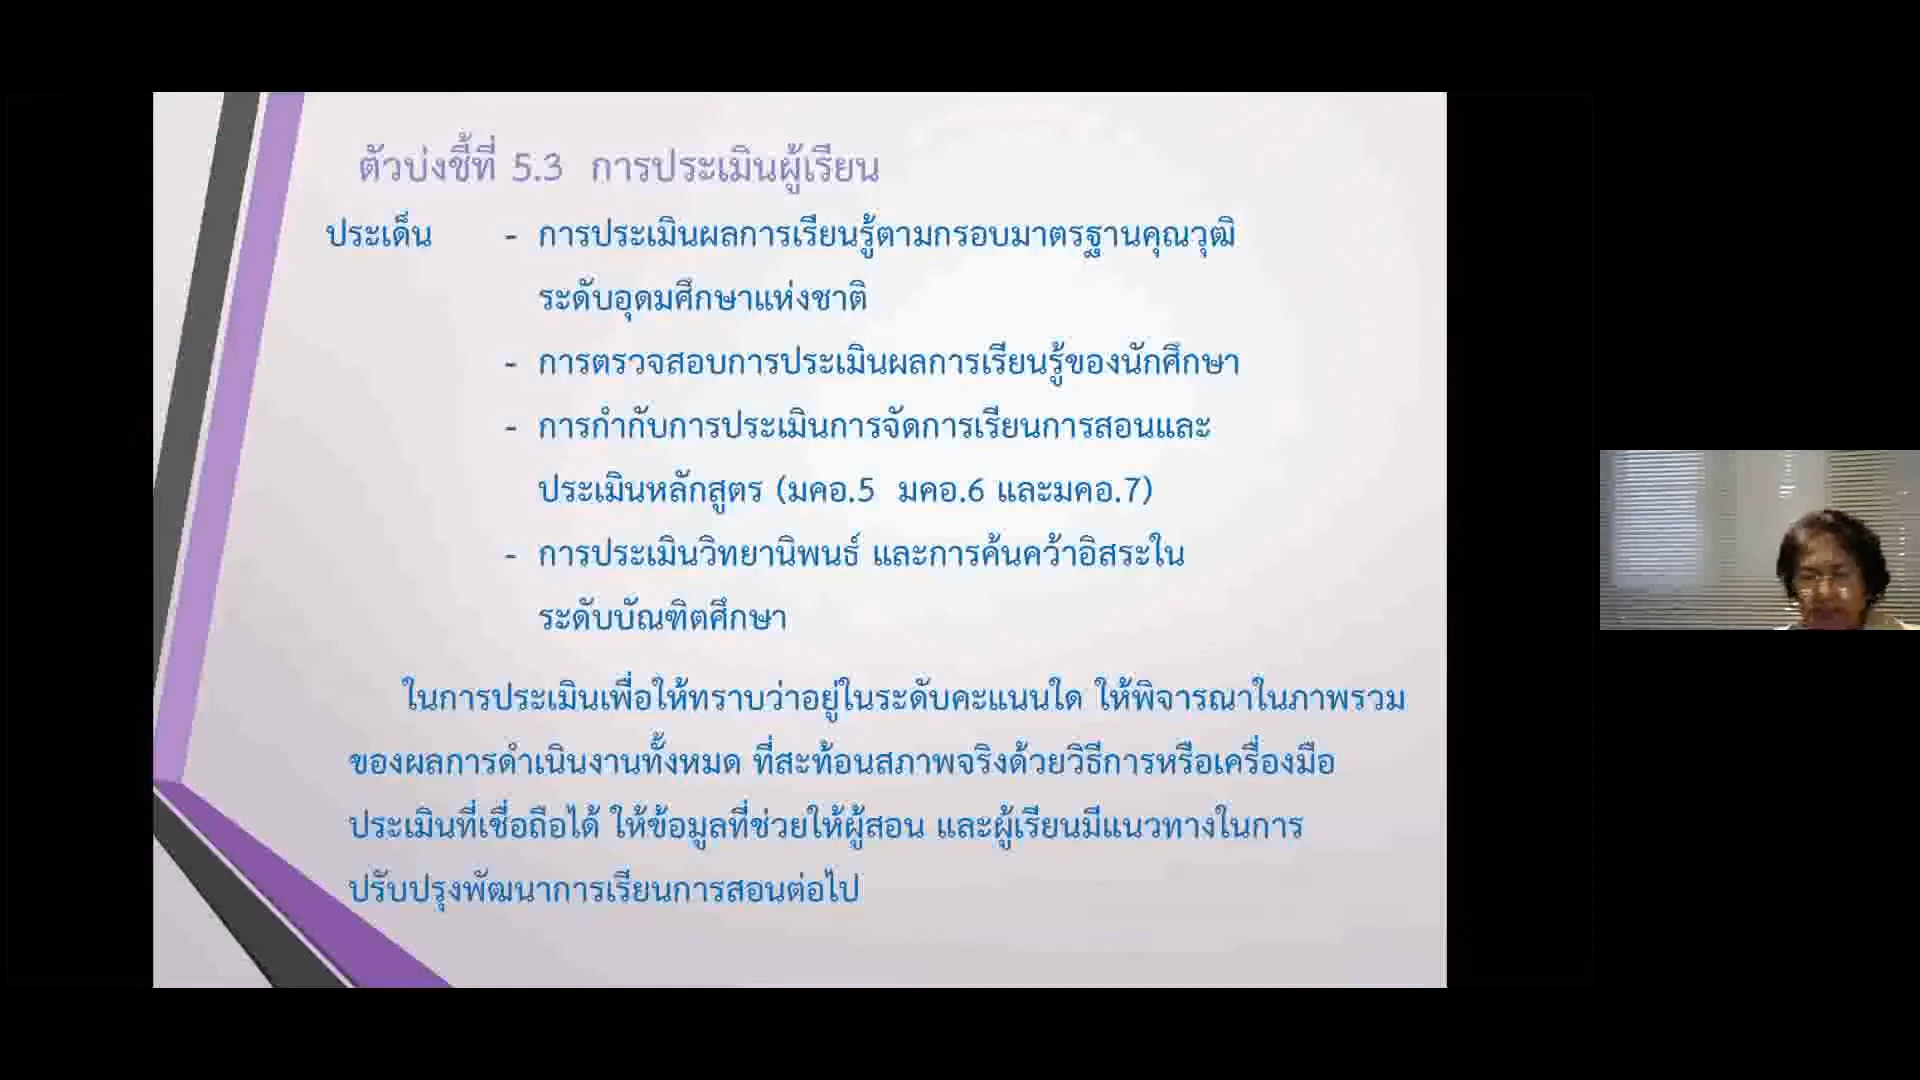 ตัวบ่งชี้ที่ 5.3 การประเมินผู้เรียน
ประเด็น - การประเมินผลการเรียนรู้ตามกรอบมาตรฐานคุณวุฒิ
ระดับอุดมศึกษาแห่งชาติ
- การตรวจสอบการประเมินผลการเรียนรู้ของนักศึกษา
- การกำกับการประเมินการจัดการเรียนการสอนและ
ประเมินหลักสูตร (มคอ.5 มคอ.6 และมคอ.7)
- การประเมินวิทยานิพนธ์ และการค้นคว้าอิสระใน
ระดับบัณฑิตศึกษา
ในการประเมินเพื่อให้ทราบว่าอยู่ในระดับคะแนนใด ให้พิจารณาในภาพรวม
ของผลการดำเนินงานทั้งหมด ที่สะท้อนสภาพจริงด้วยวิธีการหรือเครื่องมือ
ประเมินที่เชื่อถือได้ ให้ข้อมูลที่ช่วยให้ผู้สอน และผู้เรียนมีแนวทางในการ
ปรับปรุงพัฒนาการเรียนการสอนต่อไป